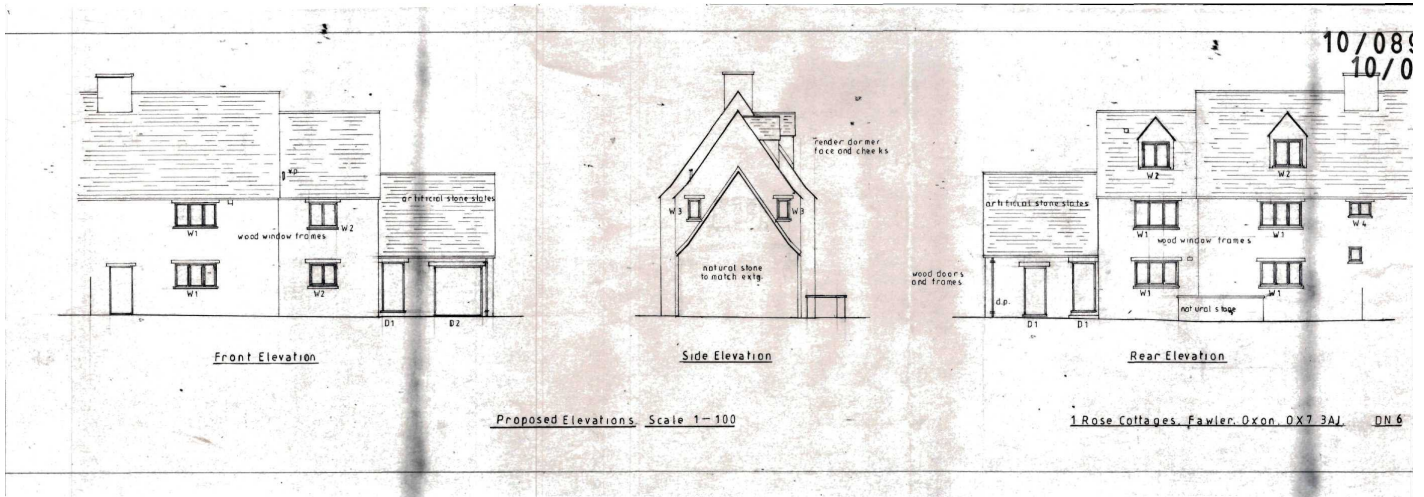 10/089
10/0
w.p.
artificial stone slates
W1
wood window frames
W2
W1
W2
D1
D2
Front Elevation
render dormer
face and cheeks
W3
W3
natural stone
to match extg.
Side Elevation
W2
W2
artificial stone slates
W1
wood window frames
W1
W4
wood doors
and frames
d.p.
W1
W1
natural stone
D1
D1
Rear Elevation
Proposed Elevations Scale 1-100
1 Rose Cottages, Fawler, Oxon, OX7 3AJ. DN 6